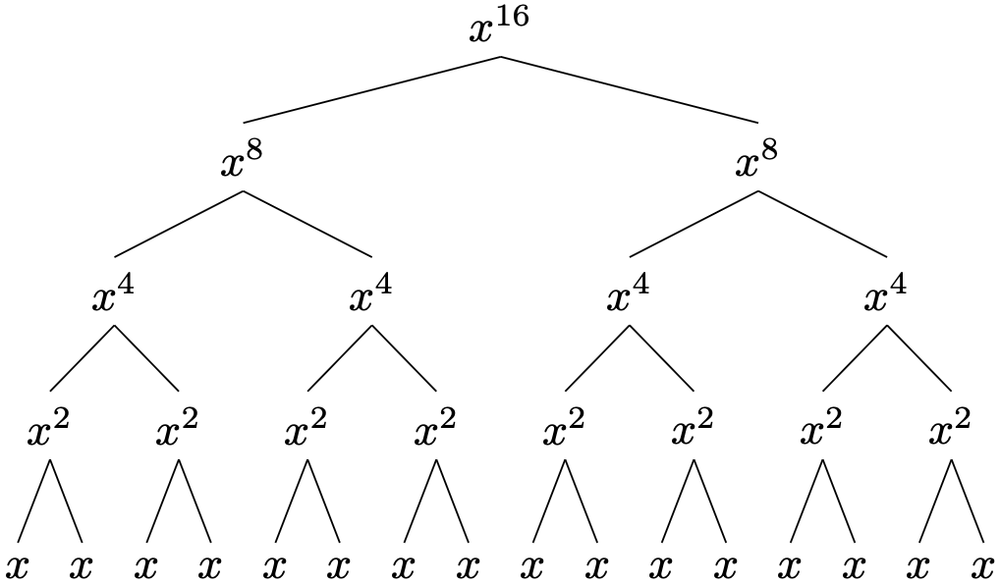 x^16
x^8 x^8
x^4 x^4 x^4 x^4
x^2 x^2 x^2 x^2 x^2 x^2 x^2 x^2
x x x x x x x x x x x x x x x x